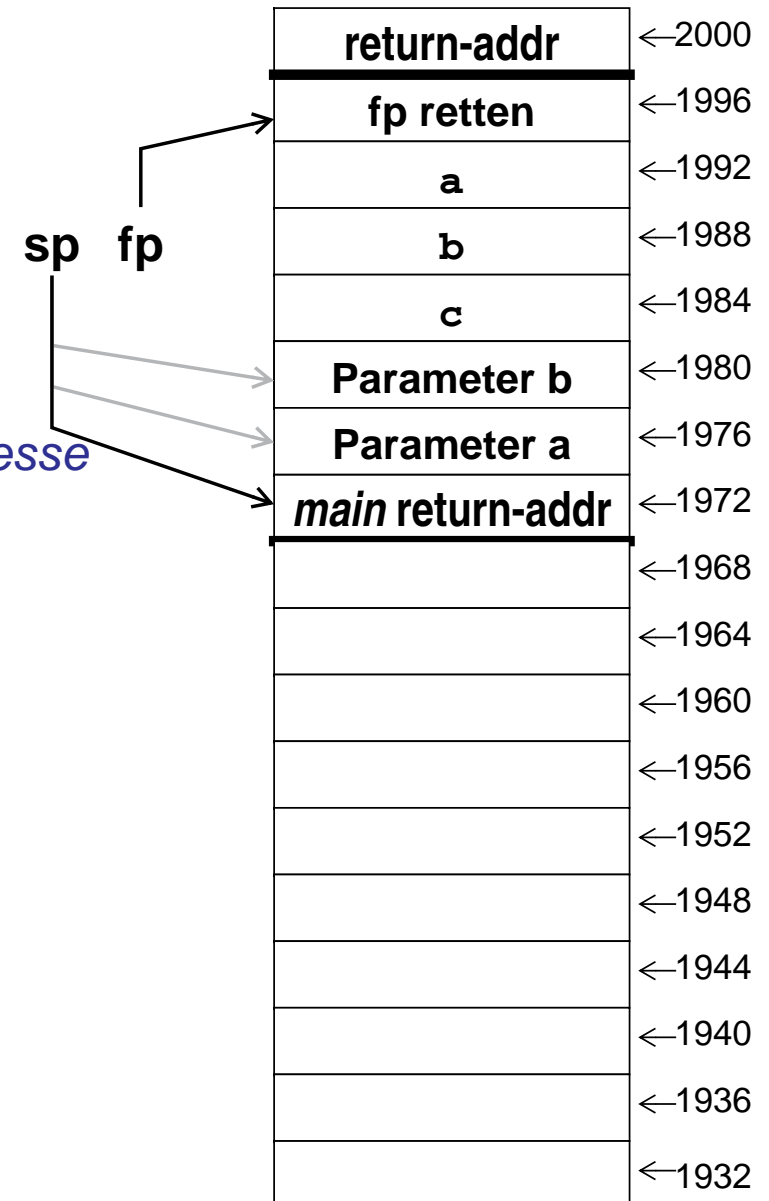 return-addr ←2000
fp retten ←1996
a ←1992
sp fp b ←1988
c ←1984
Parameter b ←1980
esse Parameter a ←1976
main return-addr ←1972
←1968
←1964
←1960
←1956
←1952
←1948
←1944
←1940
←1936
←1932